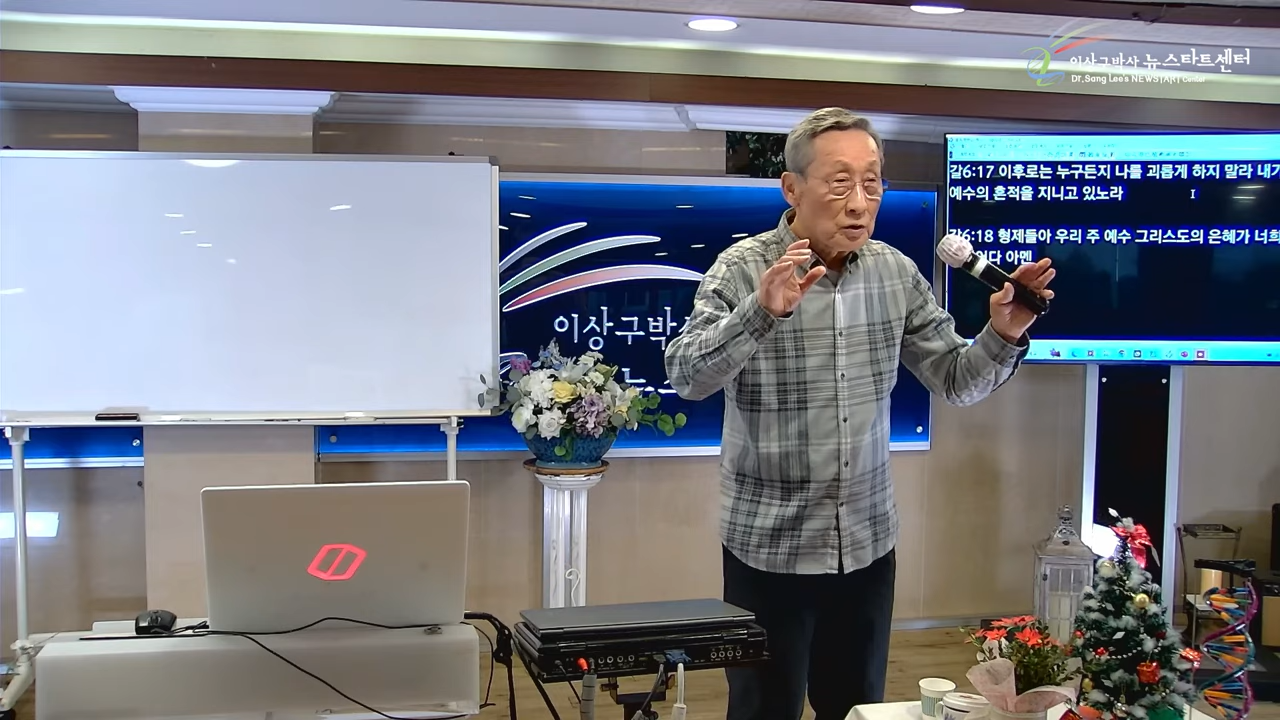 이상구박사 뉴스타트센터
Dr.Sang Lee's NEWSTART Center
갈6:17 이후로는 누구든지 나를 괴롭게 하지 말라 내가
예수의 흔적을 지니고 있노라
갈6:18 형제들아 우리 주 예수 그리스도의 은혜가 너희
아멘
이상구박